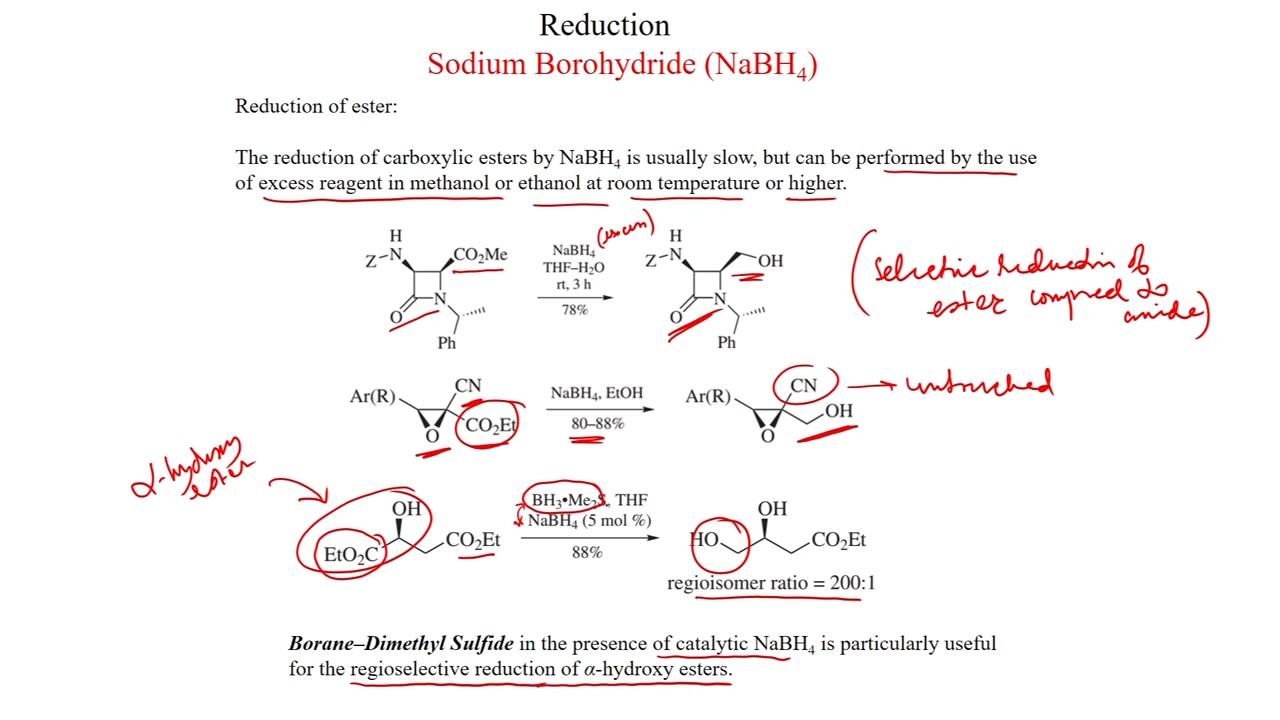 Reduction
Sodium Borohydride (NaBH₄)
Reduction of ester:
The reduction of carboxylic esters by NaBH₄ is usually slow, but can be performed by the use
of excess reagent in methanol or ethanol at room temperature or higher.
H
Z–N
CO₂Me
O
N
Ph
NaBH₄ (excess)
THF–H₂O
rt, 3 h
78%
H
Z–N
OH
O
N
Ph
(Selective reduction of
ester compared to
amide)
Ar(R)
CN
CO₂Et
O
NaBH₄, EtOH
80–88%
Ar(R)
CN
OH
O
untouched
α-hydroxy
ester
OH
EtO₂C
CO₂Et
BH₃•Me₂S, THF
NaBH₄ (5 mol %)
88%
OH
HO
CO₂Et
regioisomer ratio = 200:1
Borane–Dimethyl Sulfide in the presence of catalytic NaBH₄ is particularly useful
for the regioselective reduction of α-hydroxy esters.